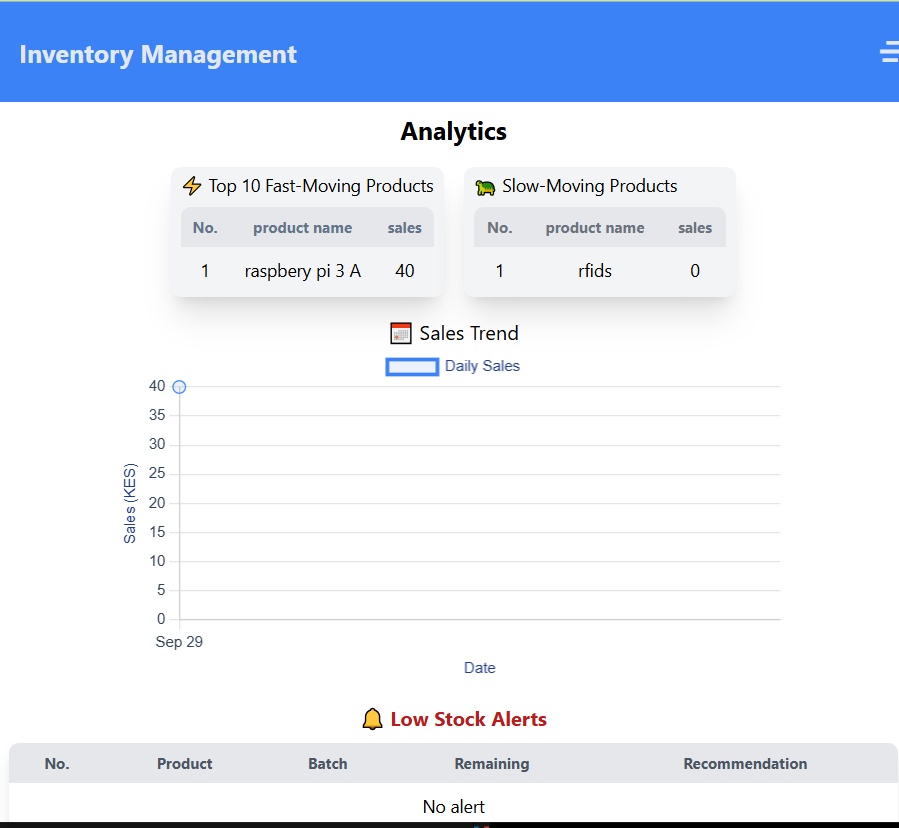 Inventory Management
Analytics
Top 10 Fast-Moving Products
No. product name sales
1 raspbery pi 3 A 40
Slow-Moving Products
No. product name sales
1 rfids 0
Sales Trend
Daily Sales
40
35
30
25
20
15
10
5
0
Sales (KES)
Sep 29
Date
Low Stock Alerts
No. Product Batch Remaining Recommendation
No alert